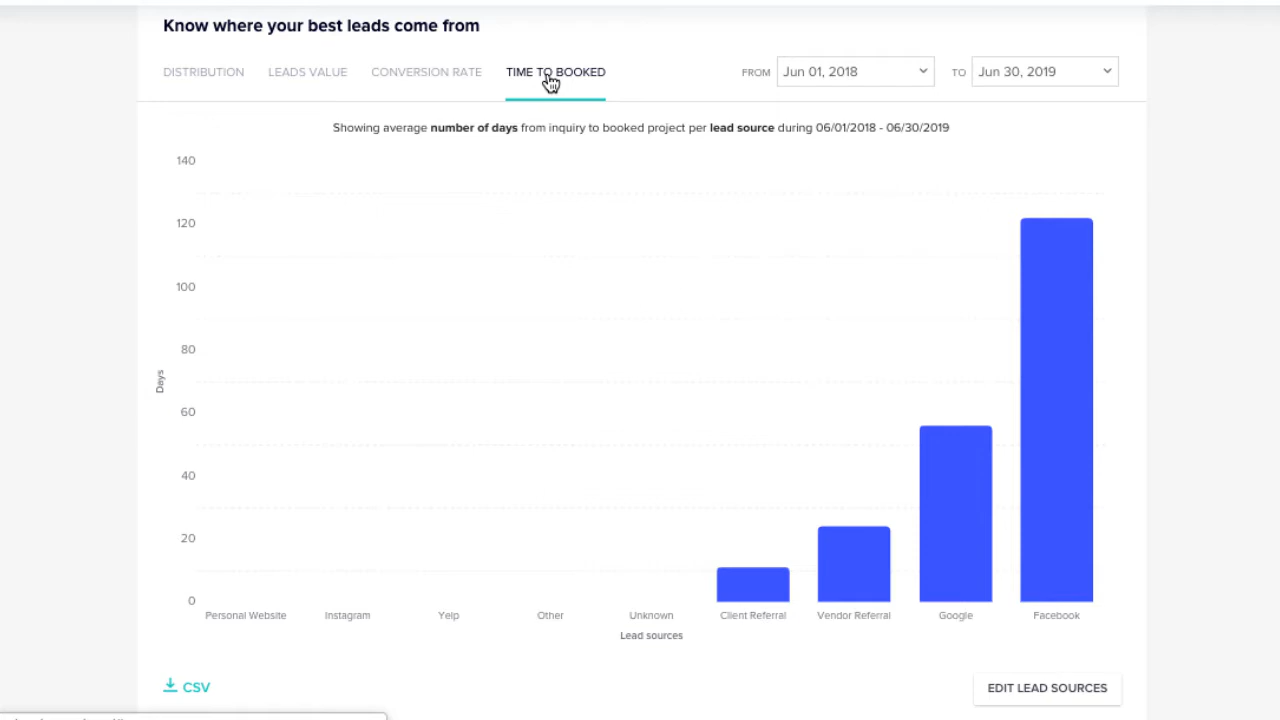 Know where your best leads come from
DISTRIBUTION LEADS VALUE CONVERSION RATE TIME TO BOOKED FROM Jun 01, 2018 TO Jun 30, 2019
Showing average number of days from inquiry to booked project per lead source during 06/01/2018 - 06/30/2019
140
120
100
80
Days
60
40
20
0
Personal Website Instagram Yelp Other Unknown Client Referral Vendor Referral Google Facebook
Lead sources
CSV EDIT LEAD SOURCES